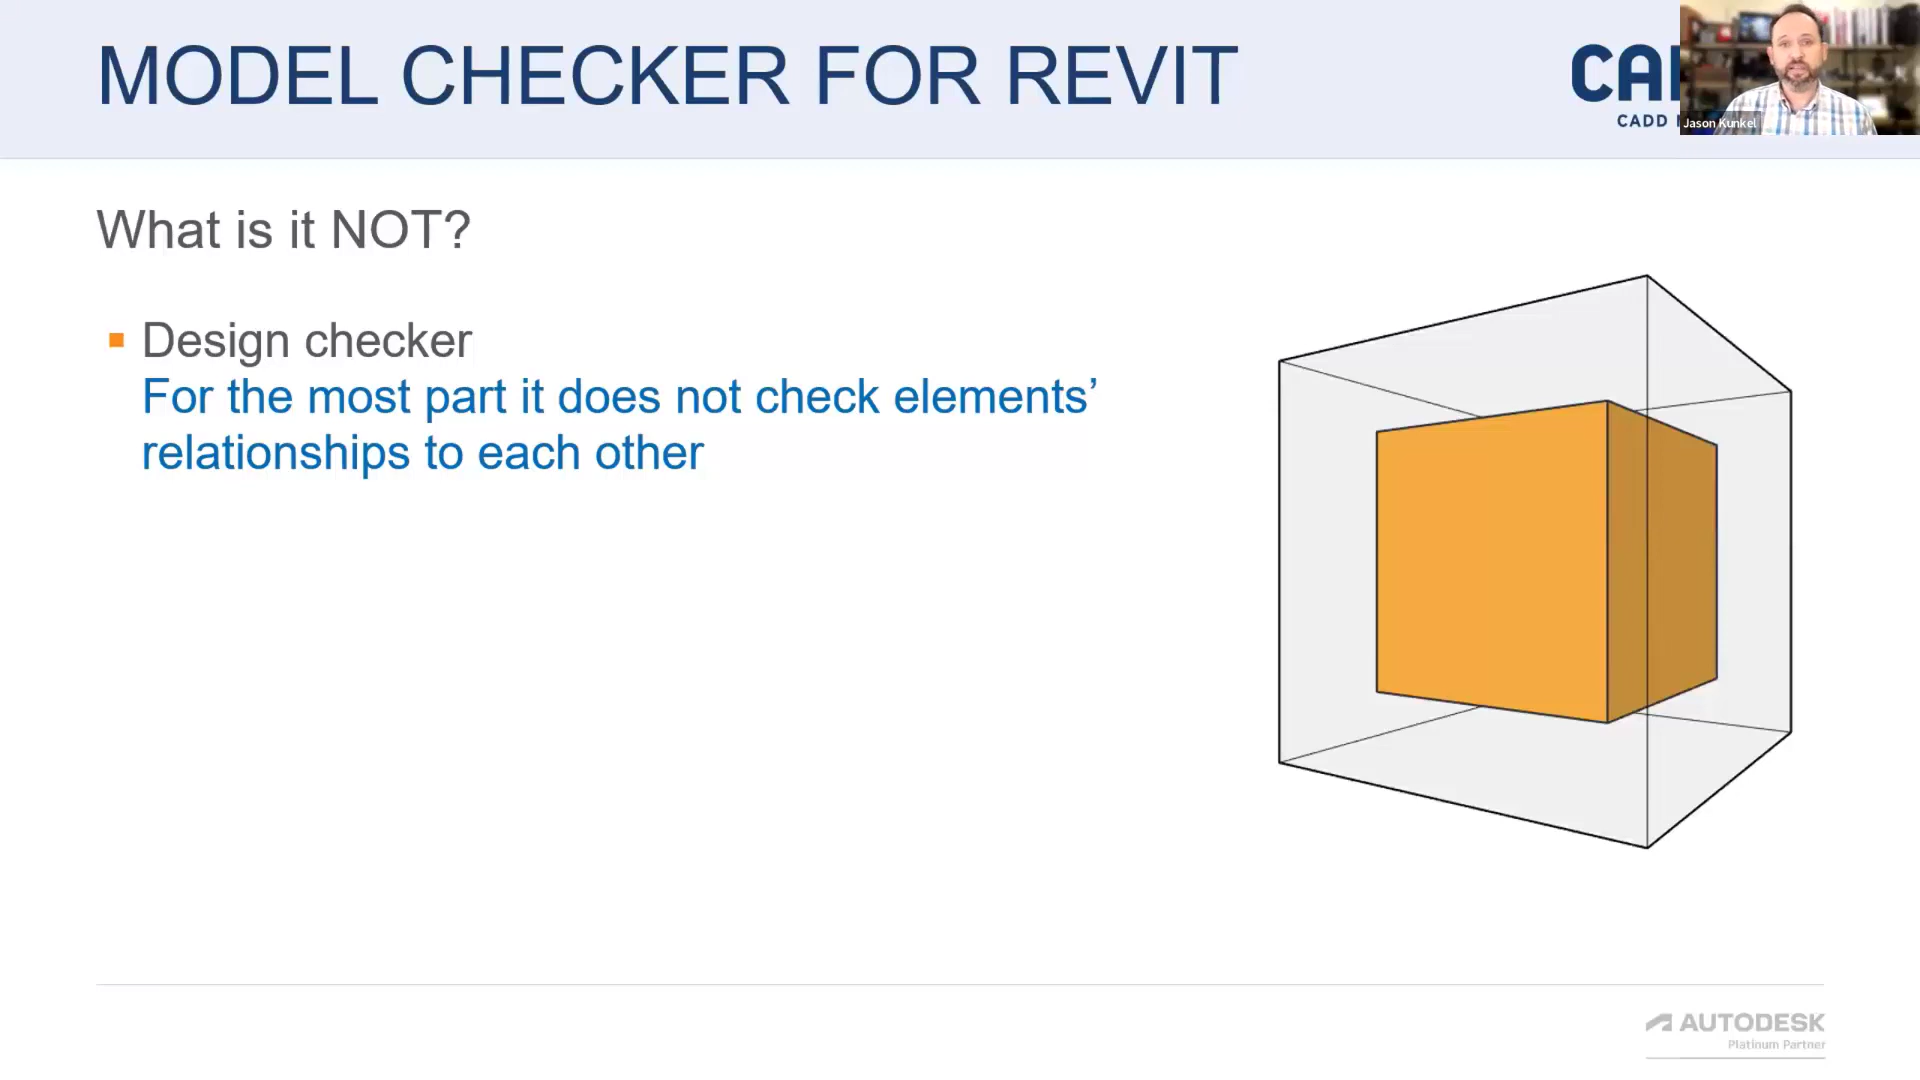 MODEL CHECKER FOR REVIT
CADD
Jason Kunkel
What is it NOT?
Design checker
For the most part it does not check elements’
relationships to each other
AUTODESK
Platinum Partner